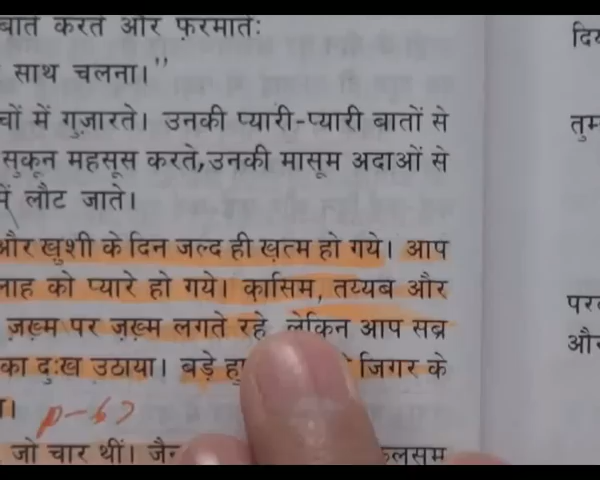 बातें करते और फ़रमाते:
साथ चलना।”
में गुज़ारते। उनकी प्यारी-प्यारी बातों से
सुकून महसूस करते, उनकी मासूम अदाओं से
में लौट जाते।
और ख़ुशी के दिन जल्द ही ख़त्म हो गये। आप
को प्यारे हो गये। क़ासिम, तय्यब और
ज़ख़्म पर ज़ख़्म लगते रहे लेकिन आप सब्र
का दुःख उठाया। बड़े जिगर के
जो चार थीं।